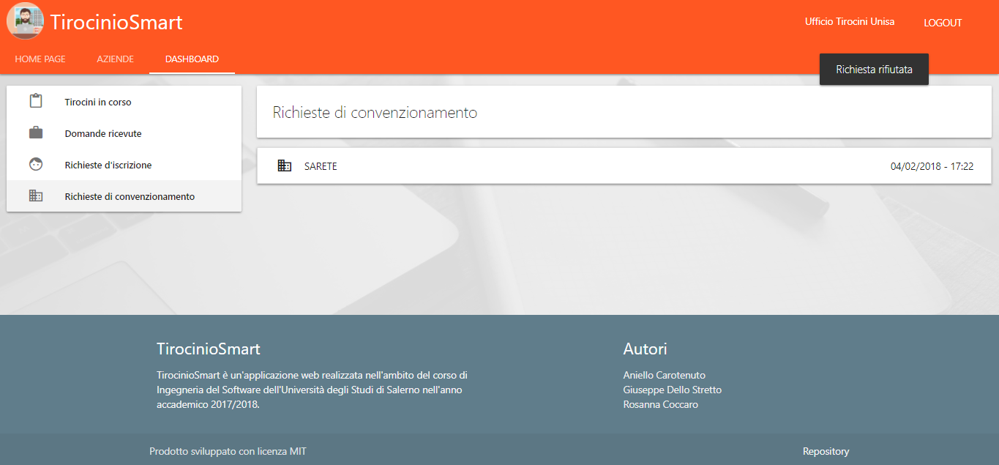 TirocinioSmart
Ufficio Tirocini Unisa
LOGOUT
HOME PAGE
AZIENDE
DASHBOARD
Richiesta rifiutata
Tirocini in corso
Domande ricevute
Richieste d'iscrizione
Richieste di convenzionamento
Richieste di convenzionamento
SARETE
04/02/2018 - 17:22
TirocinioSmart
TirocinioSmart è un'applicazione web realizzata nell'ambito del corso di
Ingegneria del Software dell'Università degli Studi di Salerno nell'anno
accademico 2017/2018.
Autori
Aniello Carotenuto
Giuseppe Dello Stretto
Rosanna Coccaro
Prodotto sviluppato con licenza MIT
Repository